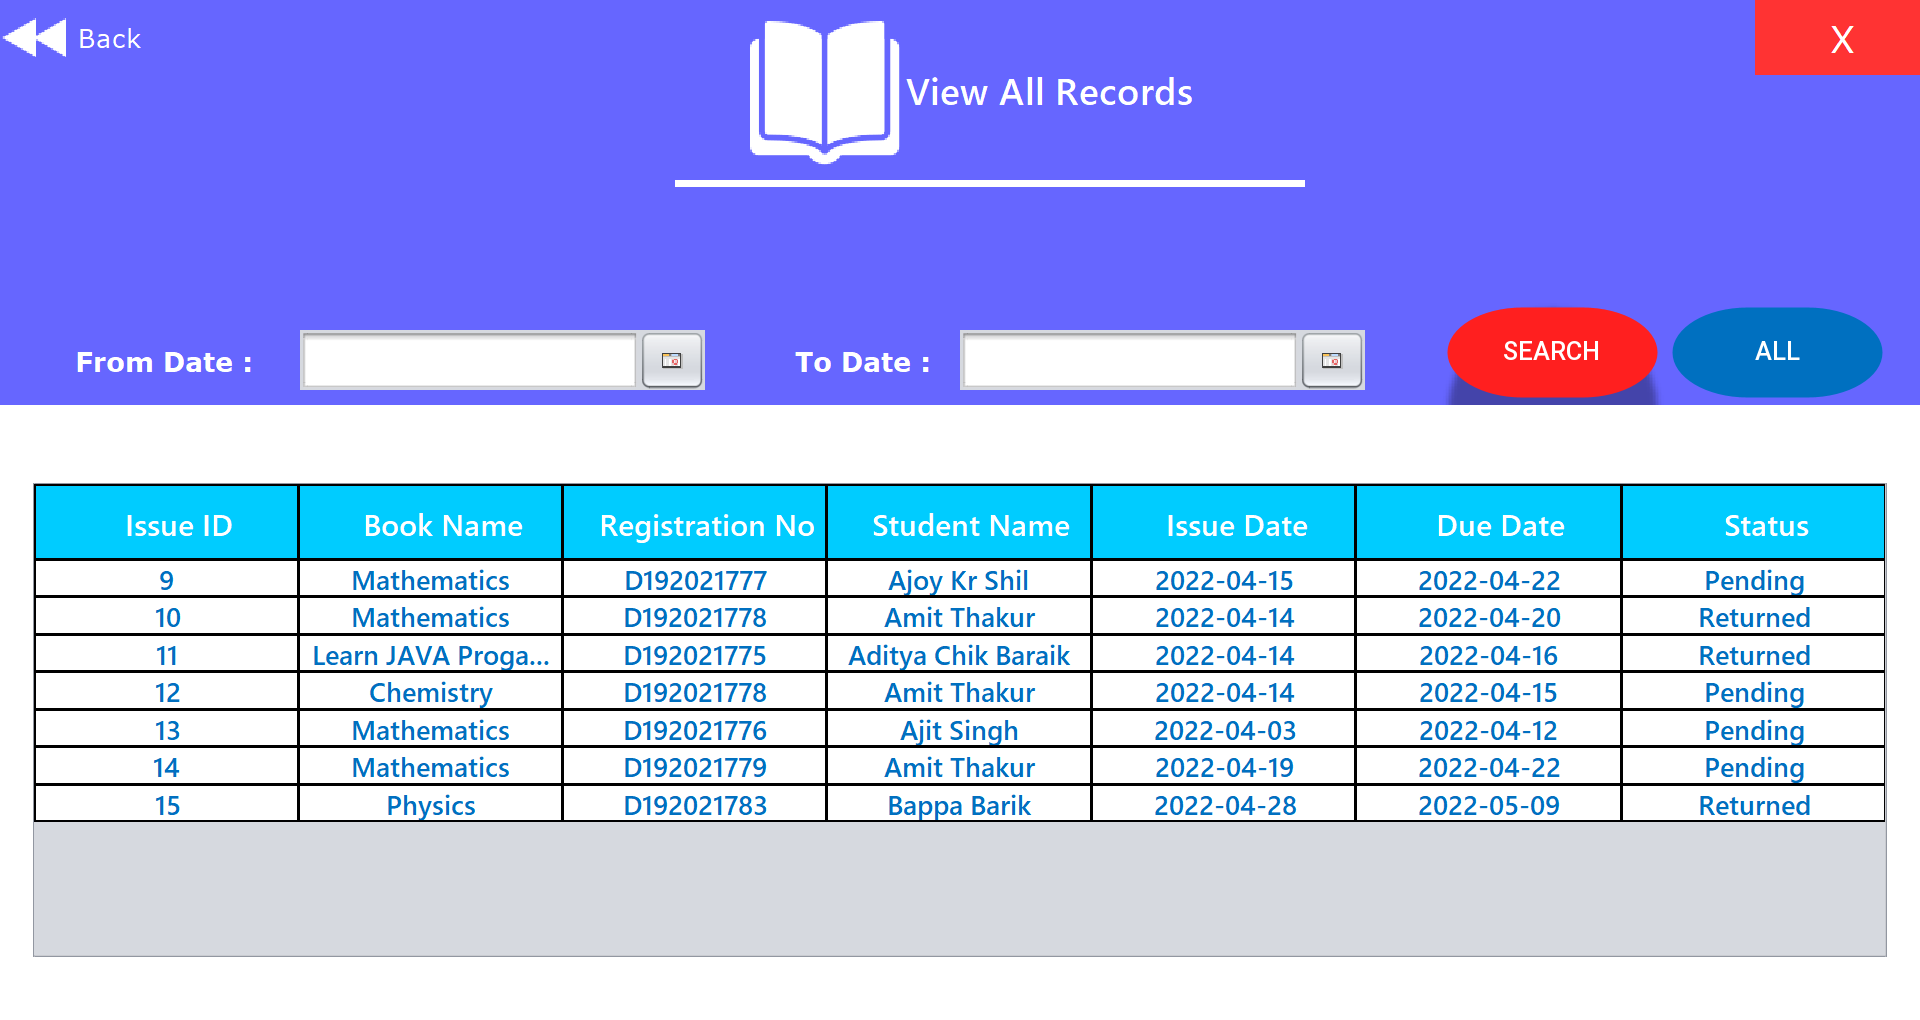 Back
X
View All Records
From Date :
To Date :
SEARCH
ALL
Issue ID Book Name Registration No Student Name Issue Date Due Date Status
9 Mathematics D192021777 Ajoy Kr Shil 2022-04-15 2022-04-22 Pending
10 Mathematics D192021778 Amit Thakur 2022-04-14 2022-04-20 Returned
11 Learn JAVA Proga... D192021775 Aditya Chik Baraik 2022-04-14 2022-04-16 Returned
12 Chemistry D192021778 Amit Thakur 2022-04-14 2022-04-15 Pending
13 Mathematics D192021776 Ajit Singh 2022-04-03 2022-04-12 Pending
14 Mathematics D192021779 Amit Thakur 2022-04-19 2022-04-22 Pending
15 Physics D192021783 Bappa Barik 2022-04-28 2022-05-09 Returned